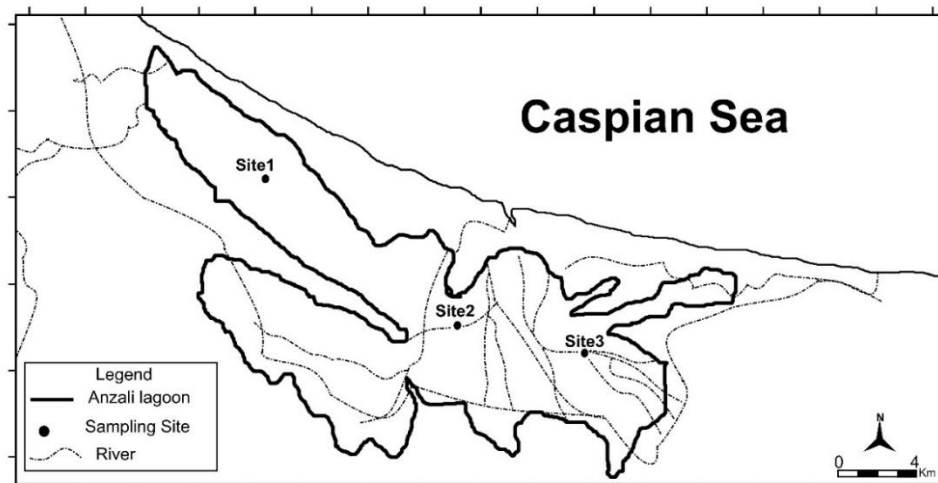 Caspian Sea
Site1
Site2
Site3
Legend
Anzali lagoon
Sampling Site
River
N
0 4
Km